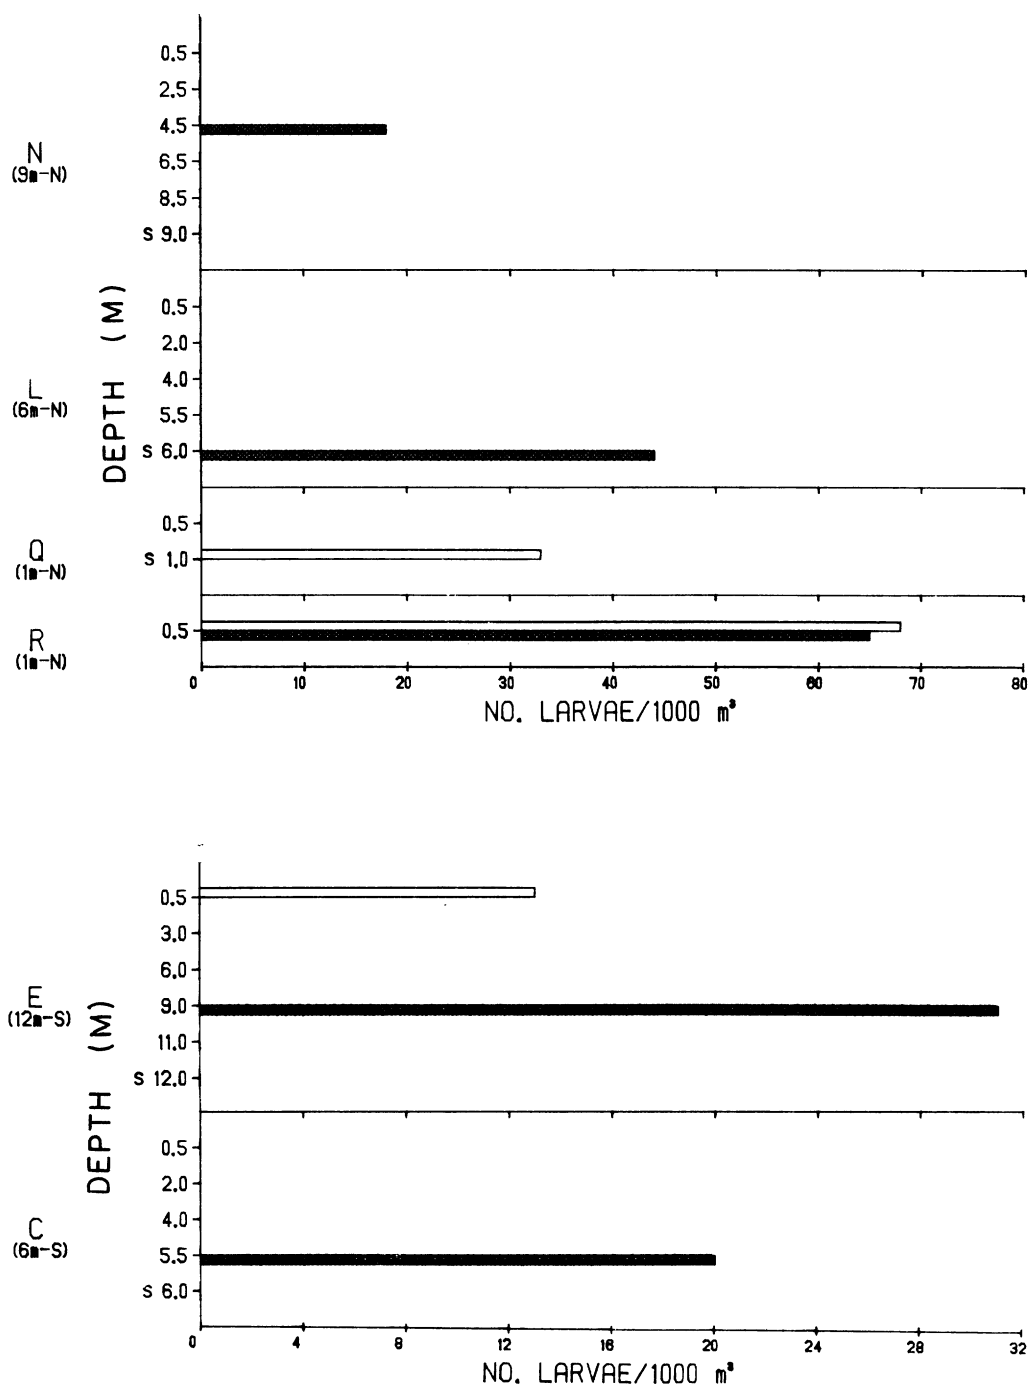 0.5
2.5
4.5
N
(9m-N)
6.5
8.5
S 9.0
DEPTH (M)
0.5
2.0
L
(6m-N)
4.0
5.5
S 6.0
0.5
Q
(1m-N)
S 1.0
R
(1m-N)
0.5
0 10 20 30 40 50 60 70 80
NO. LARVAE/1000 m³
0.5
3.0
6.0
E
(12m-S)
9.0
11.0
S 12.0
DEPTH (M)
0.5
2.0
4.0
C
(6m-S)
5.5
S 6.0
0 4 8 12 16 20 24 28 32
NO. LARVAE/1000 m³